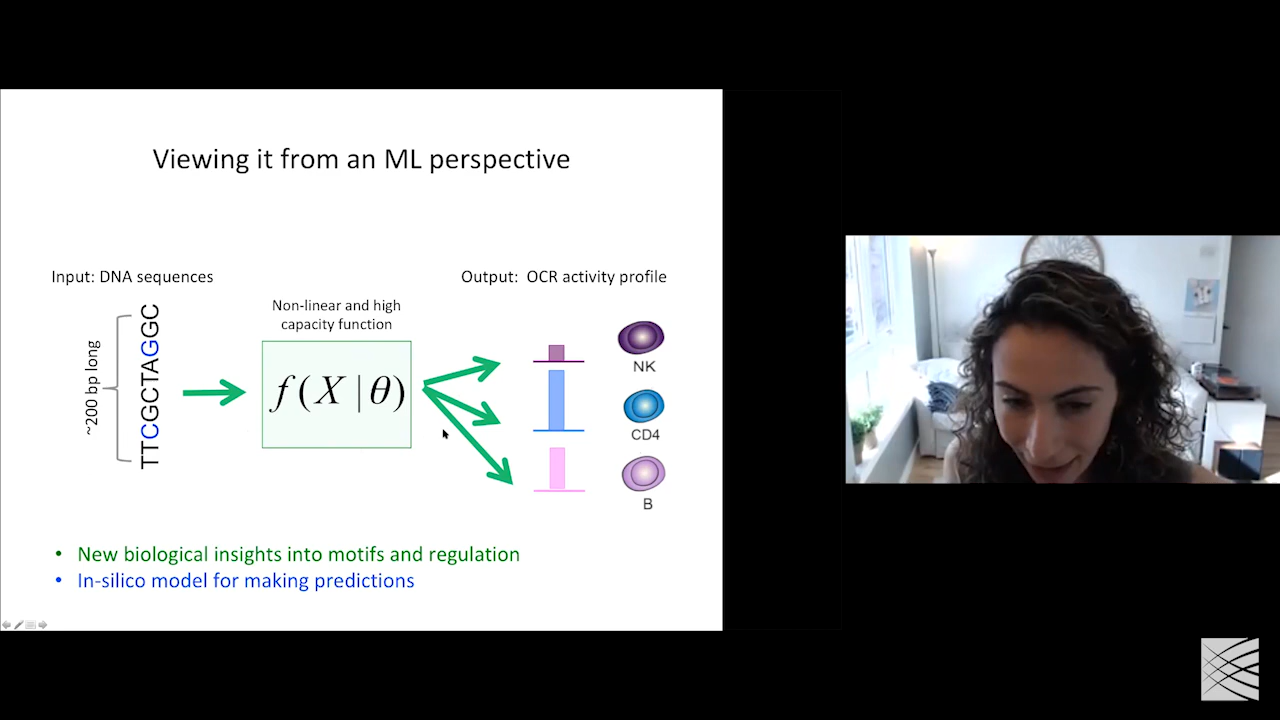 Viewing it from an ML perspective
Input: DNA sequences
~200 bp long
TTCGCTAGGC
Non-linear and high
capacity function
f(X|θ)
Output: OCR activity profile
NK
CD4
B
• New biological insights into motifs and regulation
• In-silico model for making predictions